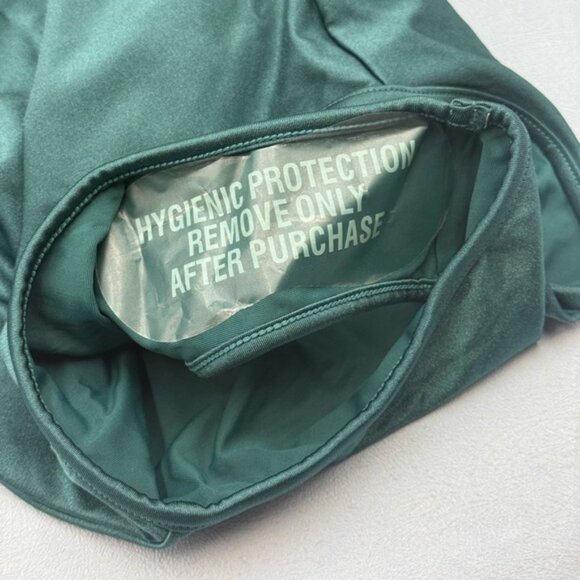 HYGIENIC PROTECTION
REMOVE ONLY
AFTER PURCHASE